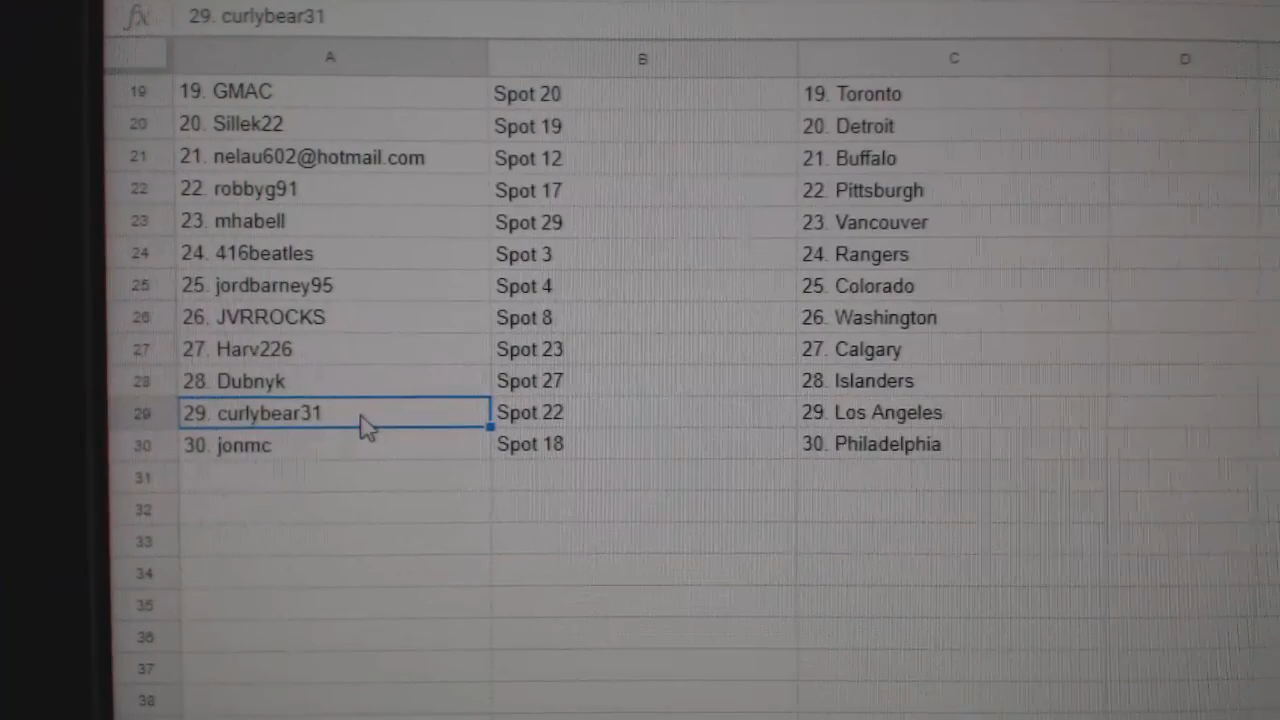 fx 29. curlybear31
A B C D
19 19. GMAC Spot 20 19. Toronto
20 20. Sillek22 Spot 19 20. Detroit
21 21. nelau602@hotmail.com Spot 12 21. Buffalo
22 22. robbyg91 Spot 17 22. Pittsburgh
23 23. mhabell Spot 29 23. Vancouver
24 24. 416beatles Spot 3 24. Rangers
25 25. jordbarney95 Spot 4 25. Colorado
26 26. JVRROCKS Spot 8 26. Washington
27 27. Harv226 Spot 23 27. Calgary
28 28. Dubnyk Spot 27 28. Islanders
29 29. curlybear31 Spot 22 29. Los Angeles
30 30. jonmc Spot 18 30. Philadelphia
31
32
33
34
35
36
37
38